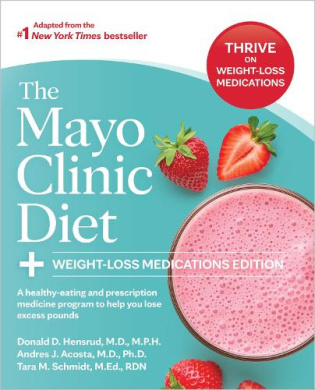 Adapted from the
#1 New York Times bestseller
THRIVE
ON
WEIGHT-LOSS
MEDICATIONS
The
Mayo
Clinic
Diet
+ WEIGHT-LOSS MEDICATIONS EDITION
A healthy-eating and prescription
medicine program to help you lose
excess pounds
Donald D. Hensrud, M.D., M.P.H.
Andres J. Acosta, M.D., Ph.D.
Tara M. Schmidt, M.Ed., RDN